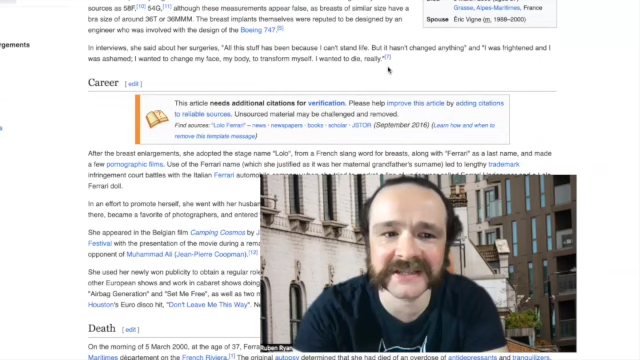 sources as 58F,[10] 54G,[11] although these measurements appear false, as breasts of similar size have a
bra size of around 36T or 36MMM. The breast implants themselves were reputed to be designed by an
engineer who was involved with the design of the Boeing 747.[6]
Grasse, Alpes-Maritimes, France
Spouse Éric Vigne (m. 1988–2000)
In interviews, she said about her surgeries, "All this stuff has been because I can't stand life. But it hasn't changed anything" and "I was frightened and I
was ashamed; I wanted to change my face, my body, to transform myself. I wanted to die, really."[7]
Career [ edit ]
This article needs additional citations for verification. Please help improve this article by adding citations
to reliable sources. Unsourced material may be challenged and removed.
Find sources: "Lolo Ferrari" – news · newspapers · books · scholar · JSTOR (September 2016) (Learn how and when to
remove this template message)
After the breast enlargements, she adopted the stage name "Lolo", from a French slang word for breasts, along with "Ferrari" as a last name, and made
a few pornographic films. Use of the Ferrari name (which she justified as it was her maternal grandfather's surname) led to lengthy trademark
infringement court battles with the Italian Ferrari
Ferrari doll.
In an effort to promote herself, she went with her husband
there, became a favorite of photographers, and entered
She appeared in the Belgian film Camping Cosmos by
Festival with the presentation of the movie during a
opponent of Muhammad Ali (Jean-Pierre Coopman).[12]
She used her newly won publicity to obtain a regular
other European shows and work in cabaret shows doing
"Airbag Generation" and "Set Me Free", as well as two
Houston's Euro disco hit, "Don't Leave Me This Way".
Ruben Ryan
Death [ edit ]
On the morning of 5 March 2000, at the age of 37,
Maritimes département on the French Riviera.[1] The original autopsy determined that she had died of an overdose of antidepressants and tranquilizers.